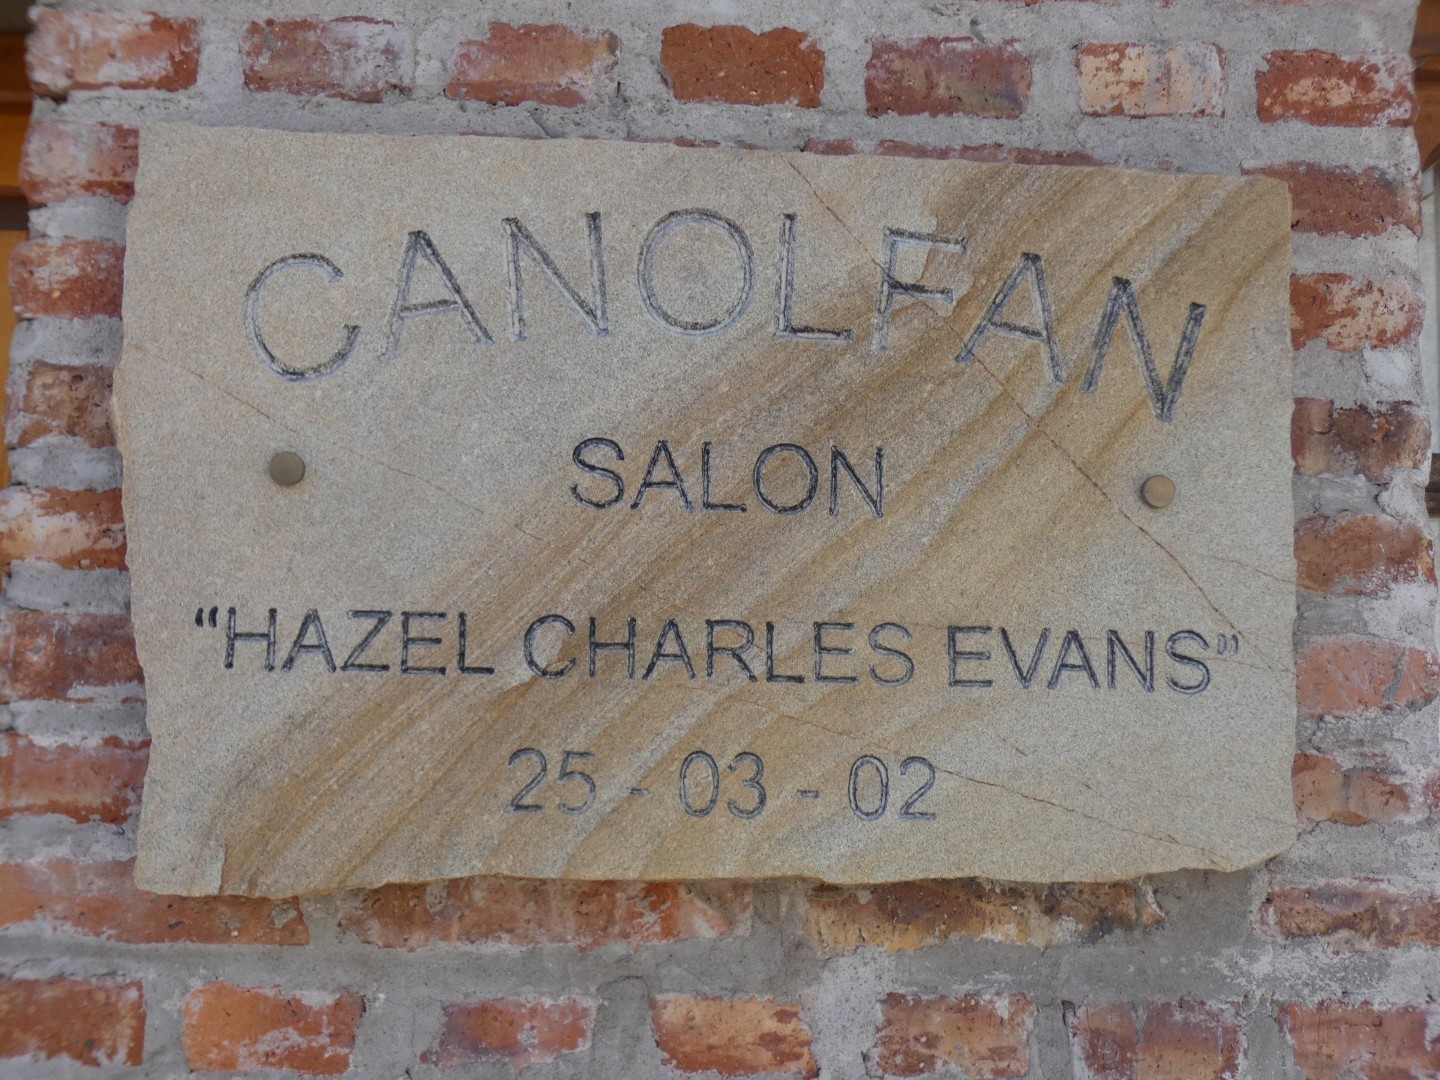 CANOLFAN
SALON
“HAZEL CHARLES EVANS”
25 - 03 - 02